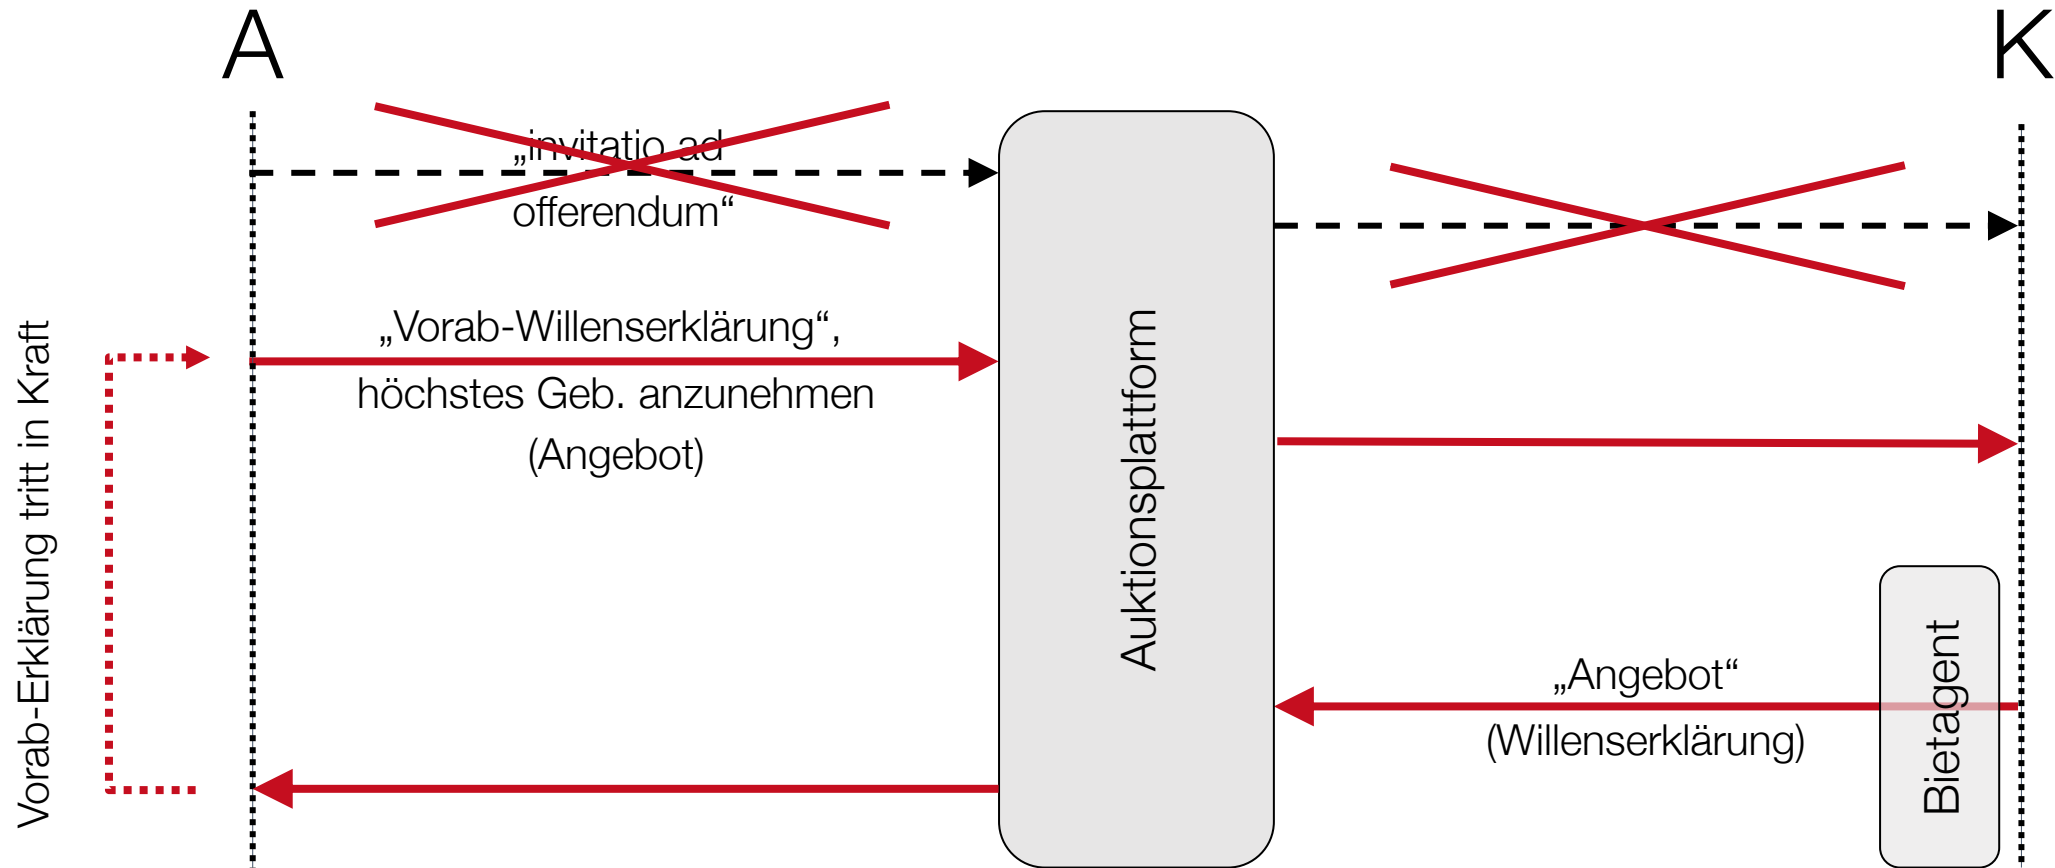 A
K
„invitatio ad
offerendum“
„Vorab-Willenserklärung“,
höchstes Geb. anzunehmen
(Angebot)
Vorab-Erklärung tritt in Kraft
Auktionsplattform
„Angebot“
(Willenserklärung)
Bietagent